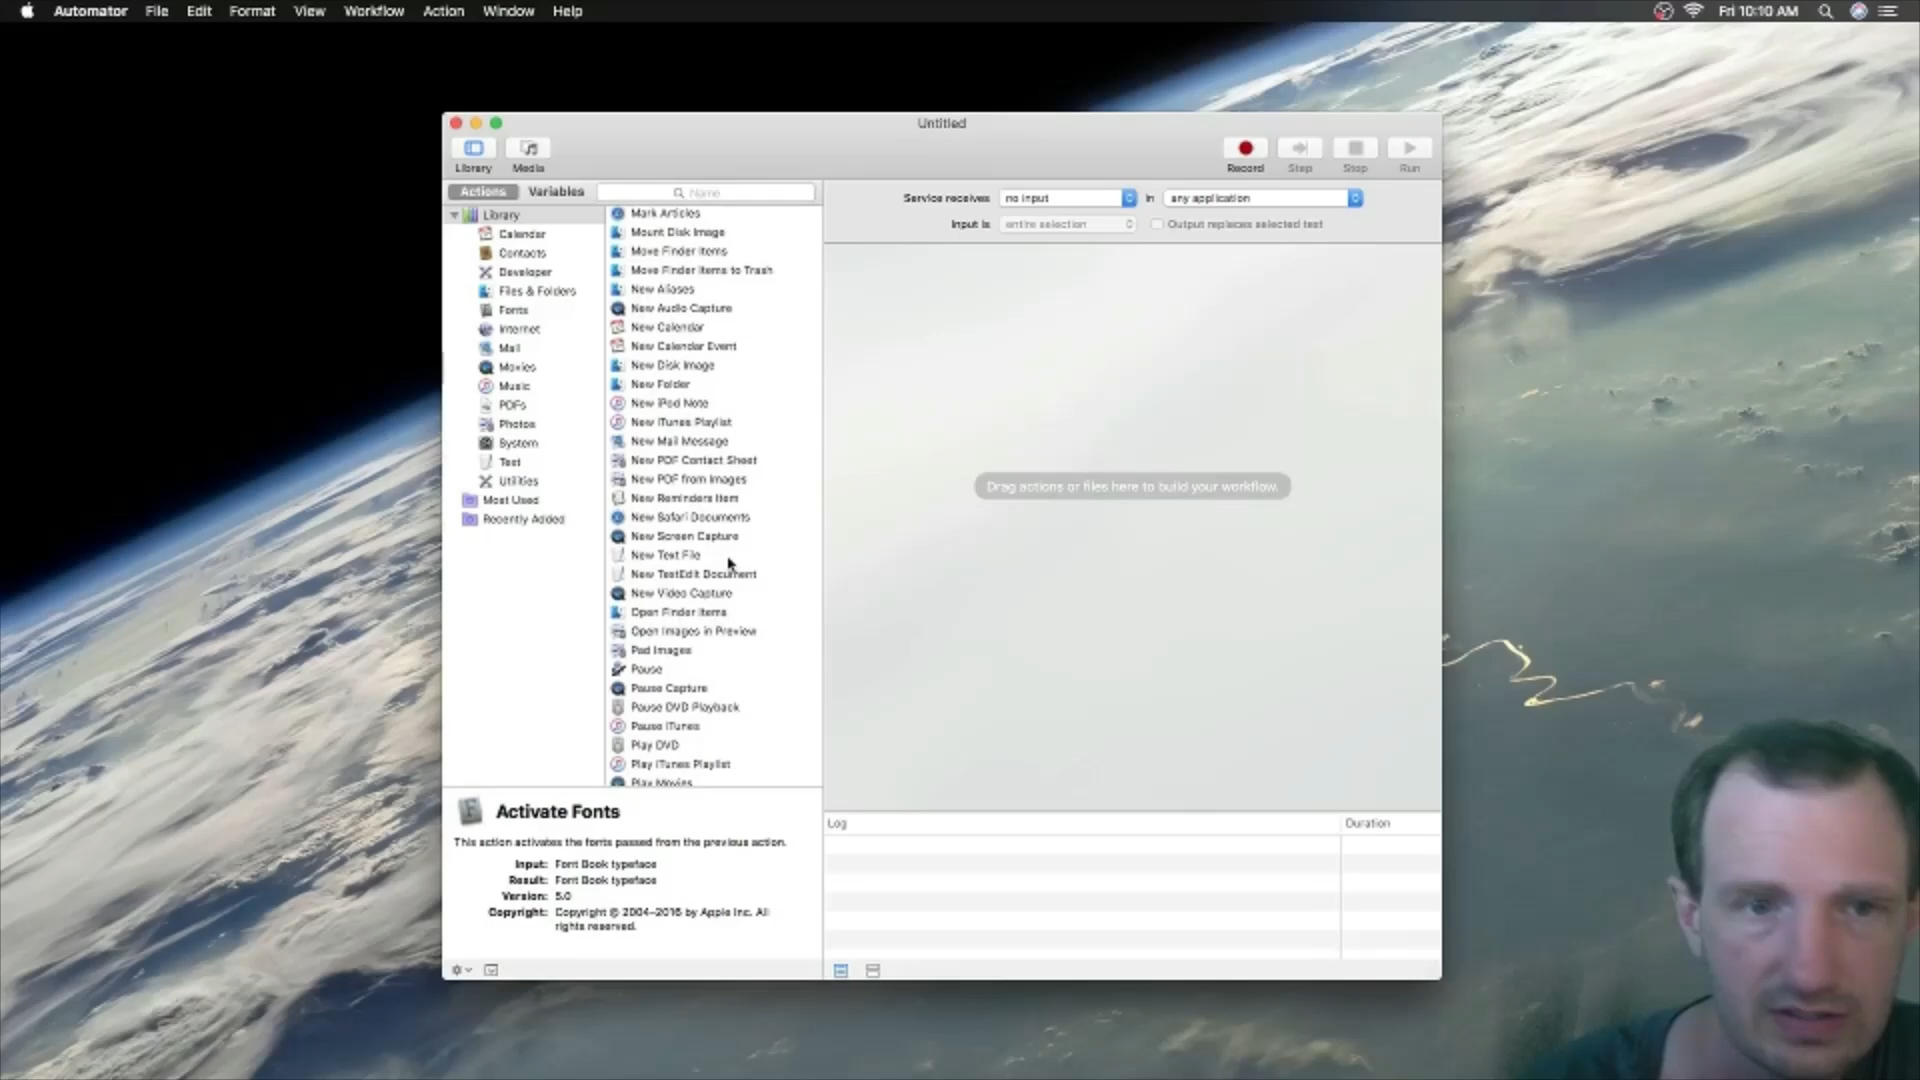 Automator File Edit Format View Workflow Action Window Help
Fri 10:10 AM
Untitled
Library Media
Record Step Stop Run
Actions Variables
Name
Service receives no input in any application
Input is entire selection Output replaces selected text
Library
Calendar
Contacts
Developer
Files & Folders
Fonts
Internet
Mail
Movies
Music
PDFs
Photos
System
Text
Utilities
Most Used
Recently Added
Mark Articles
Mount Disk Image
Move Finder Items
Move Finder Items to Trash
New Aliases
New Audio Capture
New Calendar
New Calendar Event
New Disk Image
New Folder
New iPod Note
New iTunes Playlist
New Mail Message
New PDF Contact Sheet
New PDF from Images
New Reminders Item
New Safari Documents
New Screen Capture
New Text File
New TextEdit Document
New Video Capture
Open Finder Items
Open Images in Preview
Pad Images
Pause
Pause Capture
Pause DVD Playback
Pause iTunes
Play DVD
Play iTunes Playlist
Play Movies
Drag actions or files here to build your workflow.
Activate Fonts
This action activates the fonts passed from the previous action.
Input: Font Book typeface
Result: Font Book typeface
Version: 5.0
Copyright: Copyright © 2004–2016 by Apple Inc. All
rights reserved.
Log Duration